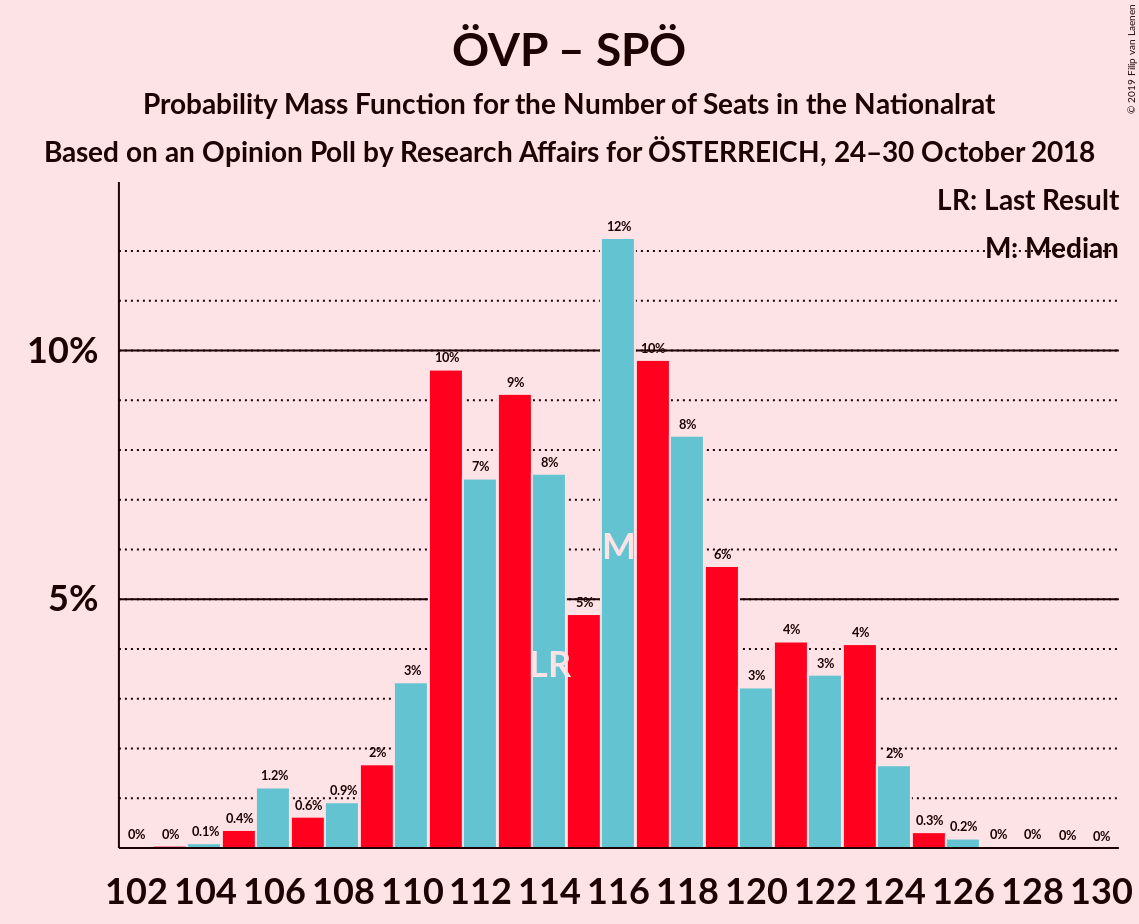 ÖVP – SPÖ
Probability Mass Function for the Number of Seats in the Nationalrat
Based on an Opinion Poll by Research Affairs for ÖSTERREICH, 24–30 October 2018
© 2019 Filip van Laenen
LR: Last Result
M: Median
10%
5%
0% 0% 0.1% 0.4% 1.2% 0.6% 0.9% 2% 3% 10% 7% 9% 8% 5% 12% 10% 8% 6% 3% 4% 3% 4% 2% 0.3% 0.2% 0% 0% 0% 0%
M
LR
102 104 106 108 110 112 114 116 118 120 122 124 126 128 130